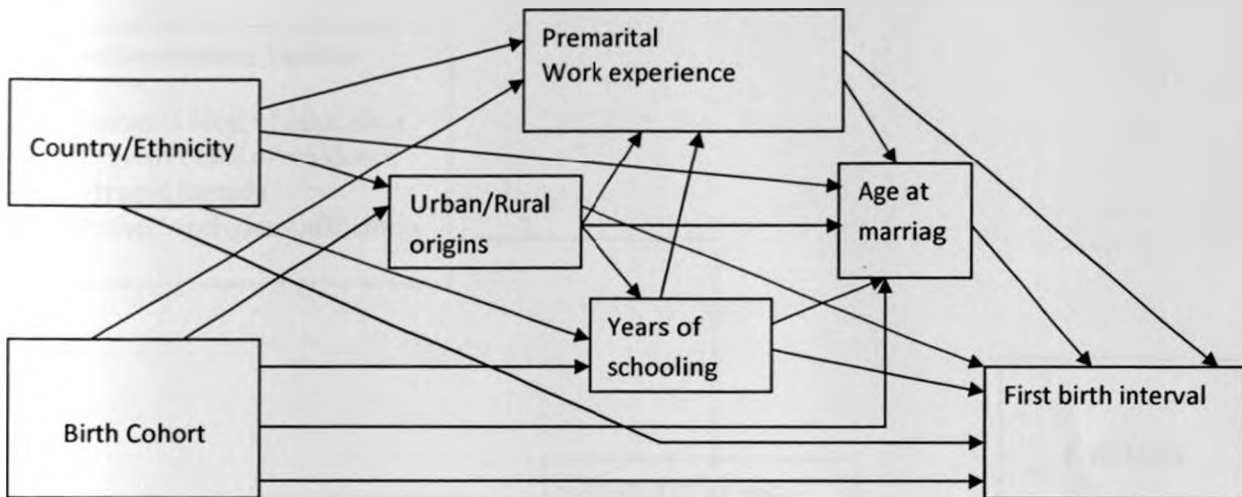 Premarital
Work experience
Country/Ethnicity
Urban/Rural
origins
Age at
marriag
Years of
schooling
First birth interval
Birth Cohort